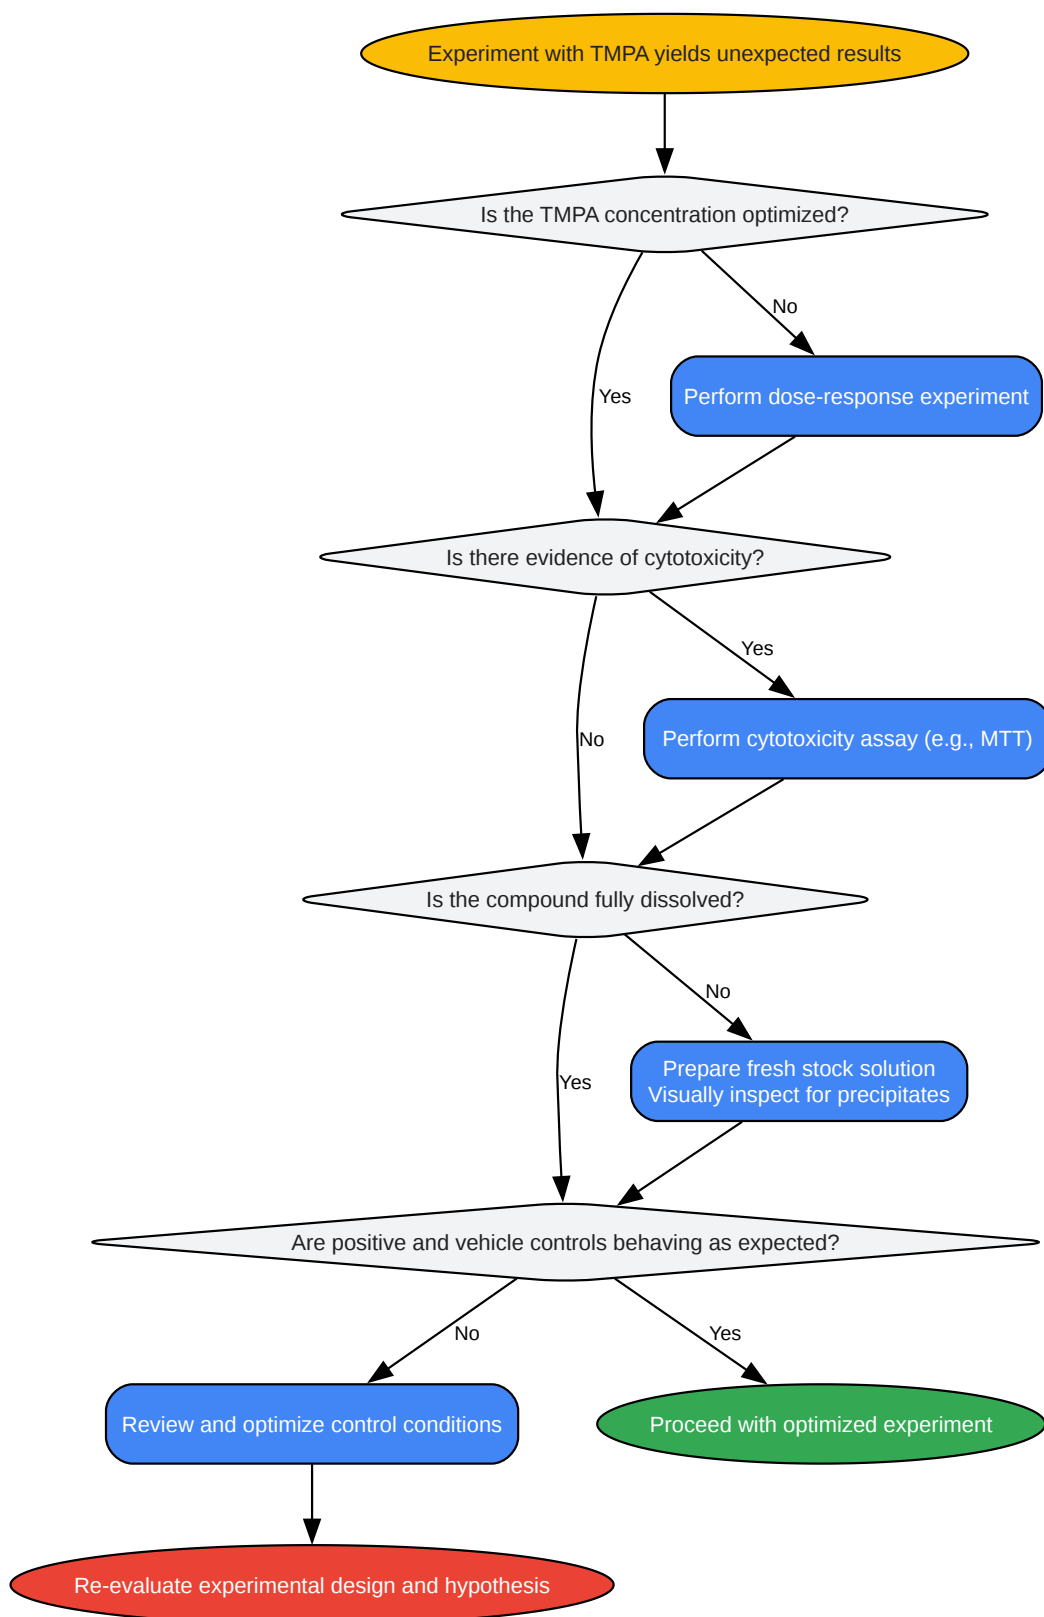 Experiment with TMPA yields unexpected results
Is the TMPA concentration optimized?
No
Yes
Perform dose-response experiment
Is there evidence of cytotoxicity?
Yes
No
Perform cytotoxicity assay (e.g., MTT)
Is the compound fully dissolved?
No
Yes
Prepare fresh stock solution
Visually inspect for precipitates
Are positive and vehicle controls behaving as expected?
No
Yes
Review and optimize control conditions
Proceed with optimized experiment
Re-evaluate experimental design and hypothesis